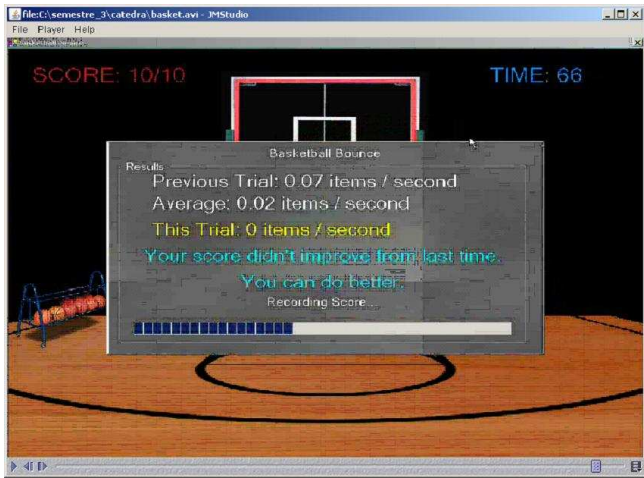 file:C:\semestre_3\catedra\basket.avi - JMStudio
File Player Help
SCORE: 10/10
TIME: 66
Basketball Bounce
Results
Previous Trial: 0.07 items / second
Average: 0.02 items / second
This Trial: 0 items / second
Your score didn't improve from last time.
You can do better.
Recording Score...